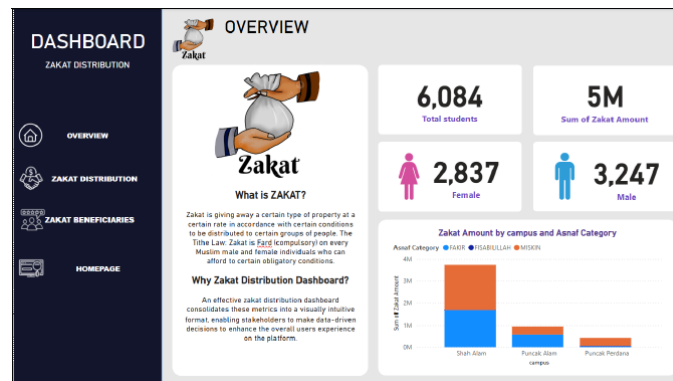 DASHBOARD
ZAKAT DISTRIBUTION
OVERVIEW
ZAKAT DISTRIBUTION
ZAKAT BENEFICIARIES
HOMEPAGE
Zakat
OVERVIEW
Zakat
What is ZAKAT?
Zakat is giving away a certain type of property at a
certain rate in accordance with certain conditions
to be distributed to certain groups of people. The
Tithe Law: Zakat is Fard (compulsory) on every
Muslim male and female individuals who can
afford to certain obligatory conditions.
Why Zakat Distribution Dashboard?
An effective zakat distribution dashboard
consolidates these metrics into a visually intuitive
format, enabling stakeholders to make data-driven
decisions to enhance the overall users experience
on the platform.
6,084
Total students
5M
Sum of Zakat Amount
2,837
Female
3,247
Male
Zakat Amount by campus and Asnaf Category
Asnaf Category FAKIR FISABILILLAH MISKIN
Sum of Zakat Amount
4M
3M
2M
1M
0M
Shah Alam Puncak Alam Puncak Perdana
campus